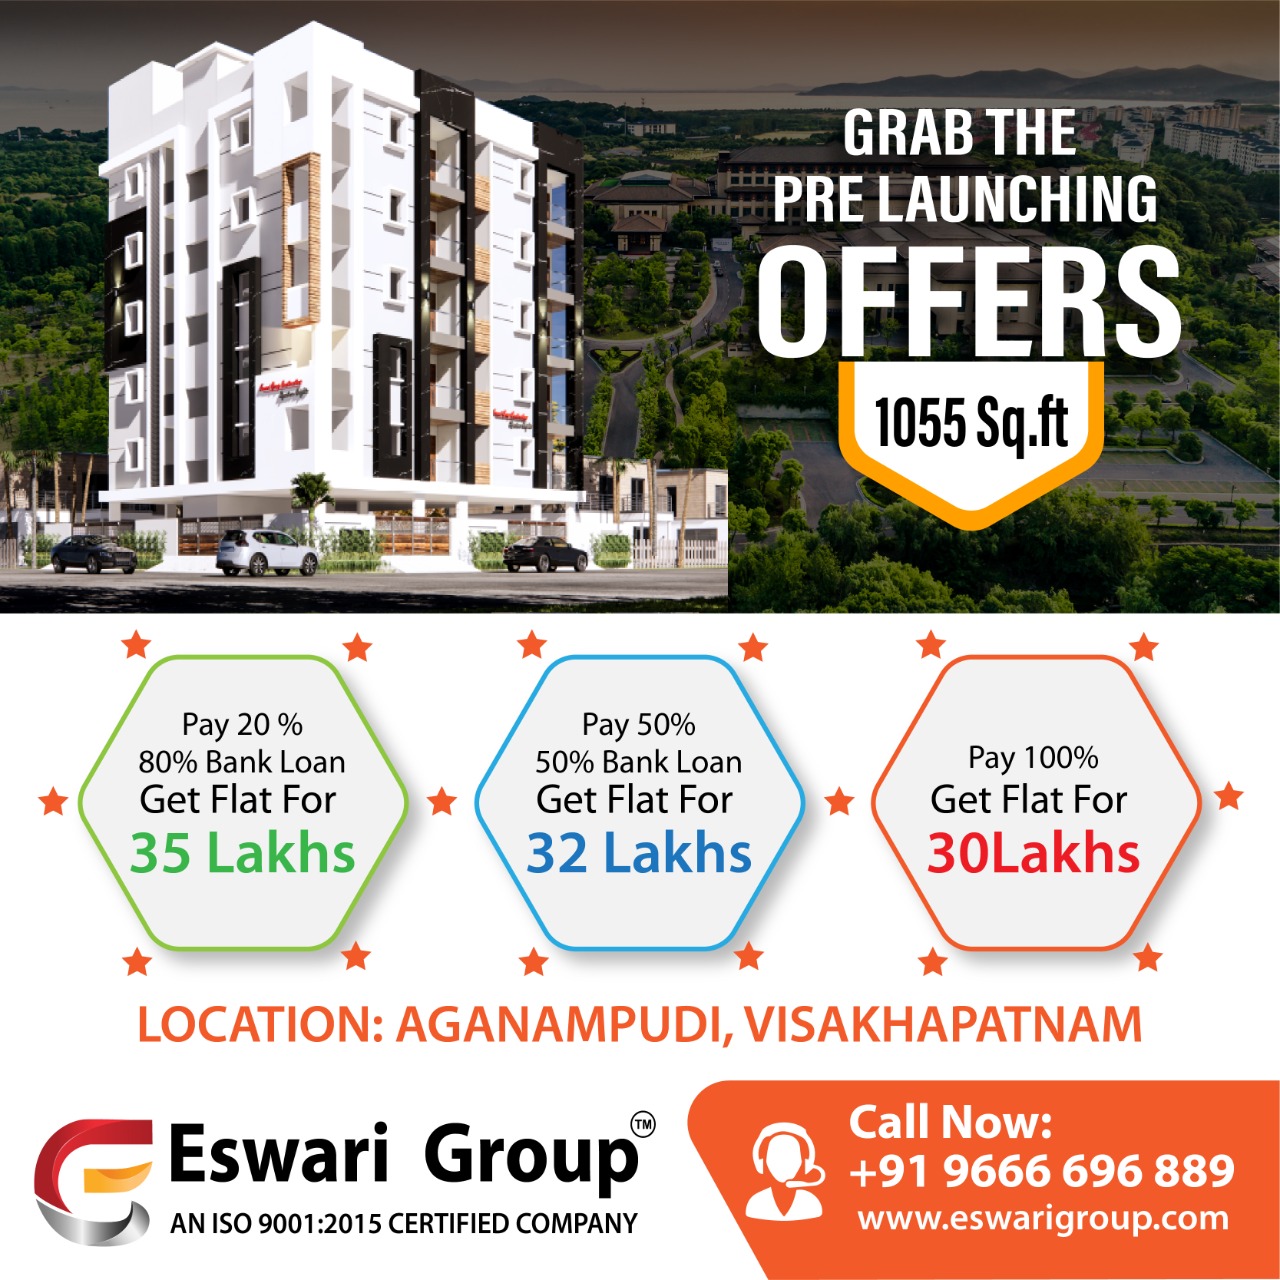 GRAB THE
PRE LAUNCHING
OFFERS
1055 Sq.ft
Pay 20 %
80% Bank Loan
Get Flat For
35 Lakhs
Pay 50%
50% Bank Loan
Get Flat For
32 Lakhs
Pay 100%
Get Flat For
30Lakhs
LOCATION: AGANAMPUDI, VISAKHAPATNAM
Eswari Group™
AN ISO 9001:2015 CERTIFIED COMPANY
Call Now:
+91 9666 696 889
www.eswarigroup.com